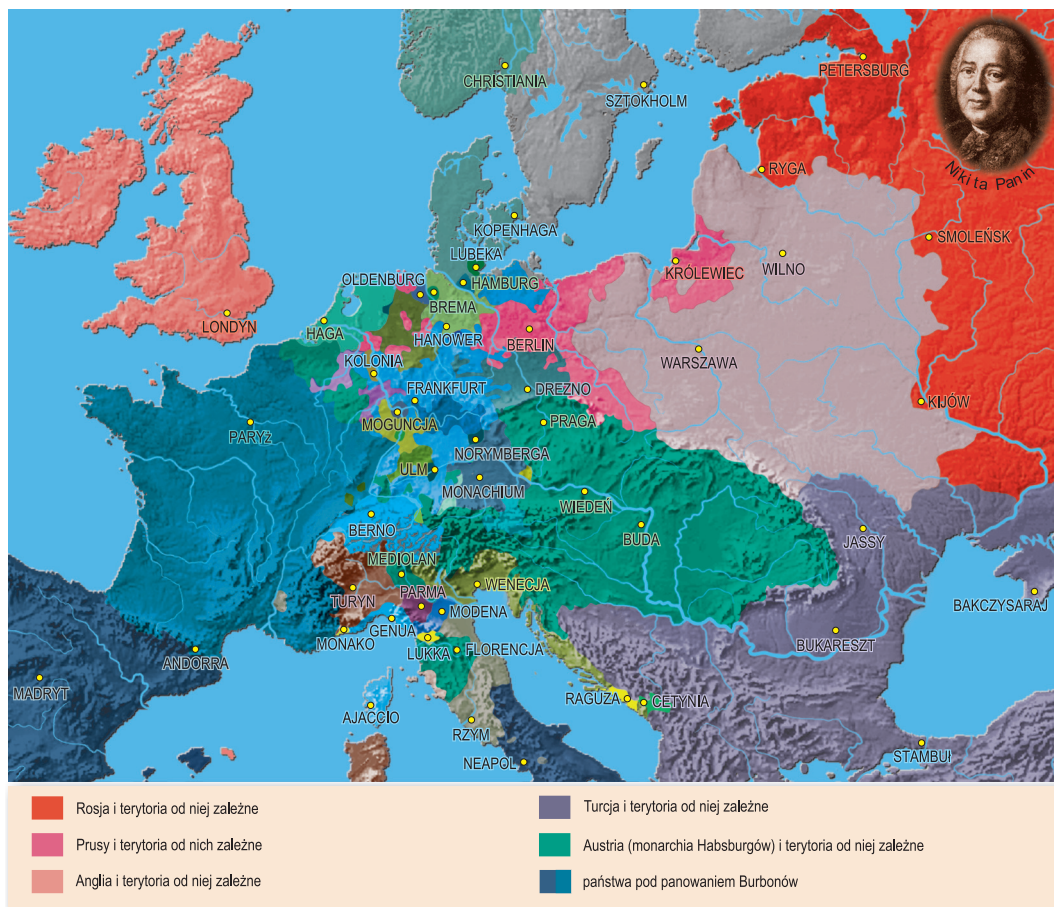 PETERSBURG
CHRISTIANIA
SZTOKHOLM
Nikita Panin
RYGA
KOPENHAGA
SMOLEŃSK
LUBEKA
KRÓLEWIEC
WILNO
OLDENBURG
HAMBURG
BREMA
LONDYN
HAGA
HANOWER
BERLIN
KOLONIA
WARSZAWA
FRANKFURT
DREZNO
KIJÓW
MOGUNCJA
PRAGA
PARYż
NORYMBERGA
ULM
MONACHIUM
WIEDEŃ
BERNO
BUDA
JASSY
MEDIOLAN
TURYN
PARMA
WENECJA
BAKCZYSARAJ
MODENA
GENUA
MONAKO
BUKARESZT
LUKKA
FLORENCJA
ANDORRA
MADRYT
RAGUZA
CETYNIA
AJACCIO
RZYM
STAMBUł
NEAPOL
Rosja i terytoria od niej zależne
Prusy i terytoria od nich zależne
Anglia i terytoria od niej zależne
Turcja i terytoria od niej zależne
Austria (monarchia Habsburgów) i terytoria od niej zależne
państwa pod panowaniem Burbonów